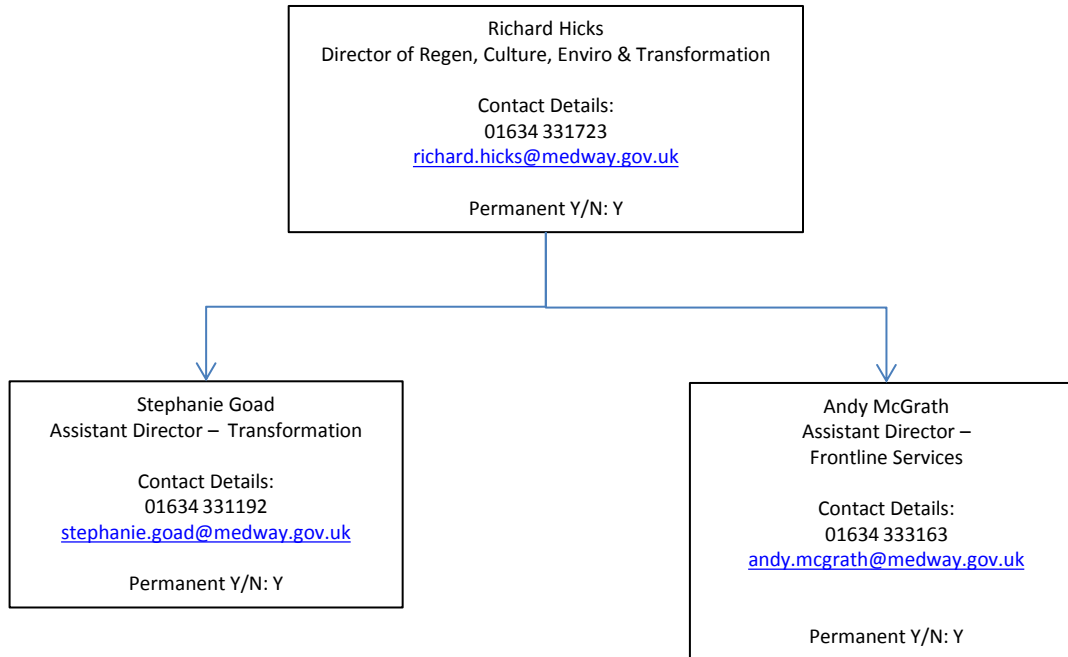 Richard Hicks
Director of Regen, Culture, Enviro & Transformation
Contact Details:
01634 331723
richard.hicks@medway.gov.uk
Permanent Y/N: Y
Stephanie Goad
Assistant Director – Transformation
Contact Details:
01634 331192
stephanie.goad@medway.gov.uk
Permanent Y/N: Y
Andy McGrath
Assistant Director –
Frontline Services
Contact Details:
01634 333163
andy.mcgrath@medway.gov.uk
Permanent Y/N: Y